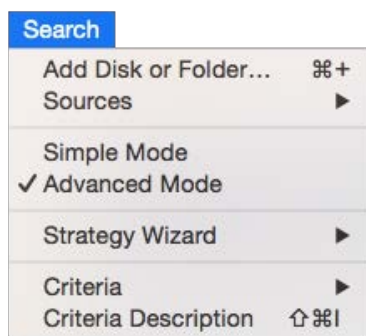 Search
Add Disk or Folder... ⌘+
Sources ▶
Simple Mode
✓ Advanced Mode
Strategy Wizard ▶
Criteria ▶
Criteria Description ⇧⌘I